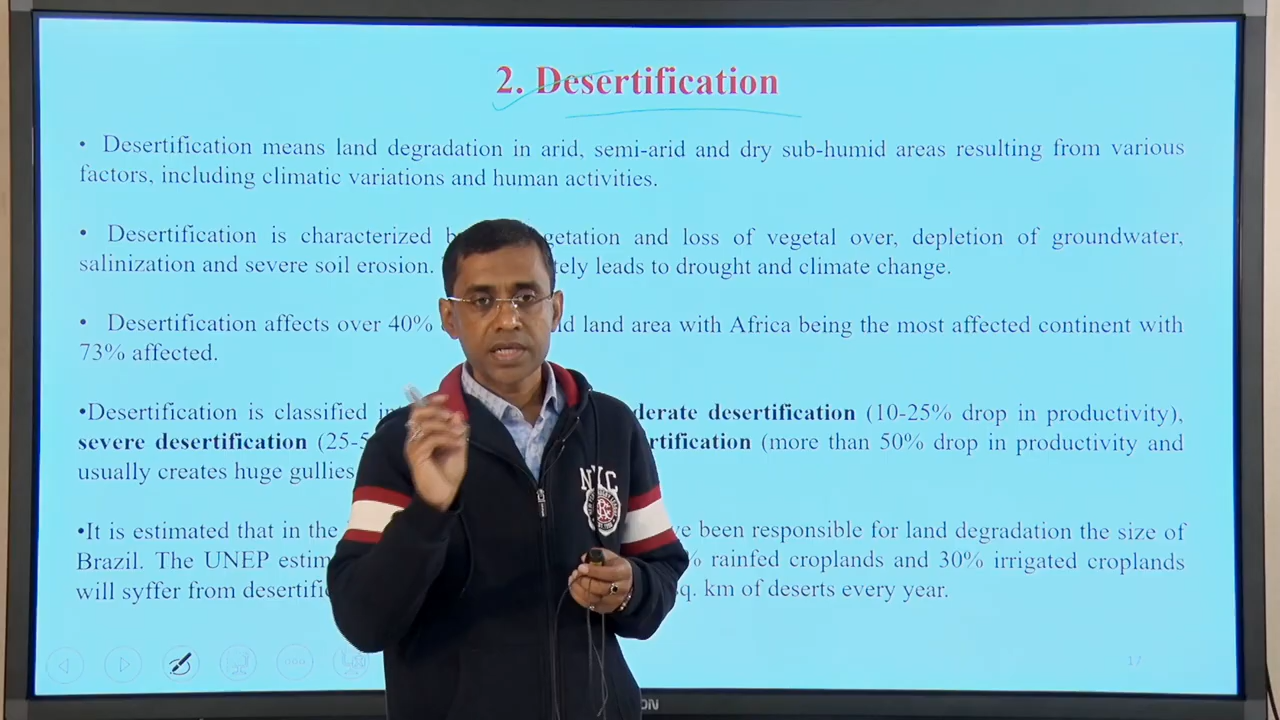 2. Desertification
• Desertification means land degradation in arid, semi-arid and dry sub-humid areas resulting from various
factors, including climatic variations and human activities.
• Desertification is characterized getation and loss of vegetal over, depletion of groundwater,
salinization and severe soil erosion. tely leads to drought and climate change.
• Desertification affects over 40% land area with Africa being the most affected continent with
73% affected.
•Desertification is classified derate desertification (10-25% drop in productivity),
severe desertification (25- rtification (more than 50% drop in productivity and
usually creates huge gullies
•It is estimated that in the ve been responsible for land degradation the size of
Brazil. The UNEP estim % rainfed croplands and 30% irrigated croplands
will syffer from desertific sq. km of deserts every year.
17